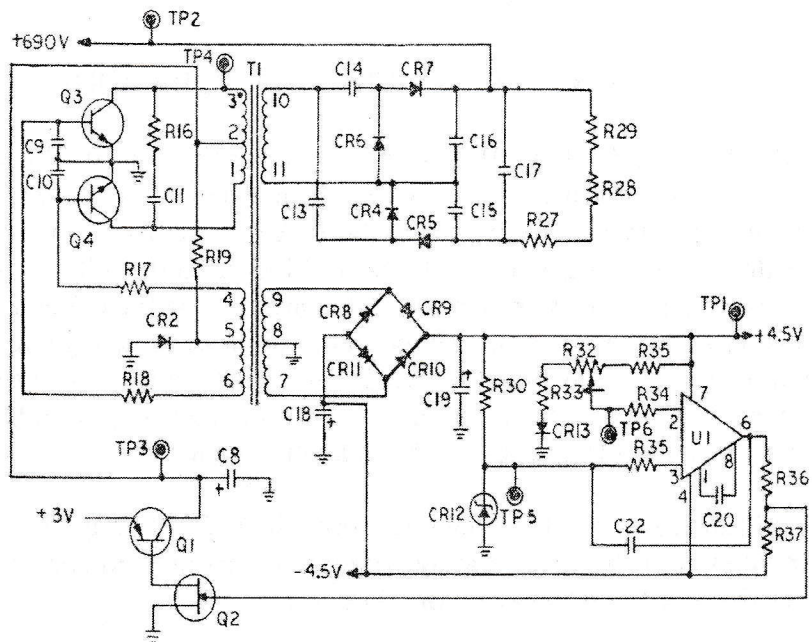 TP2
+690V
TP4
T1
C14
CR7
Q3
3
10
R16
2
CR6
C16
R29
C9
C17
1
11
R28
C10
C11
C13
CR4
C15
CR5
R27
Q4
R19
R17
4
9
CR8
CR9
TP1
CR2
5
8
+4.5V
R32
R35
R18
6
7
CR11
CR10
R30
R33
7
C19
R34
C18
2
U1
6
CR13
TP6
TP3
C8
R35
3
1
8
R36
+3V
4
CR12
TP5
C20
C22
R37
Q1
-4.5V
Q2